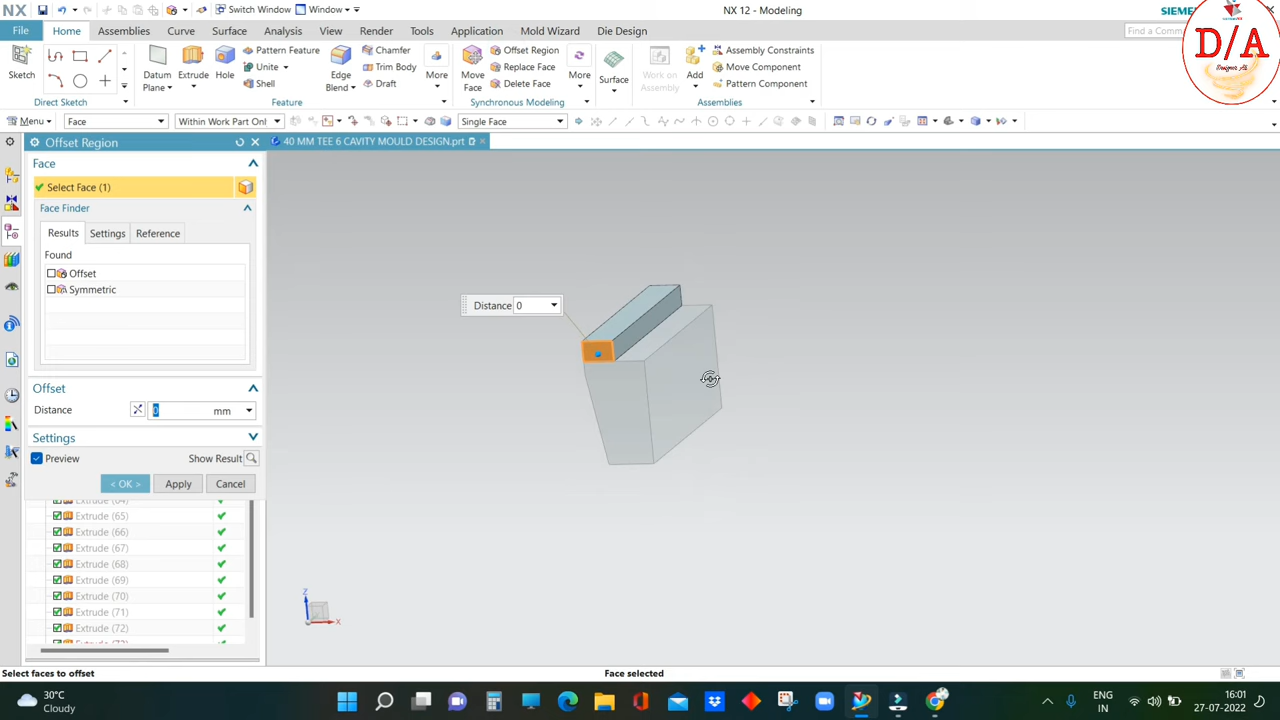 NX Switch Window Window NX 12 - Modeling SIEME
File Home Assemblies Curve Surface Analysis View Render Tools Application Mold Wizard Die Design Find a Comm
D/A
Sketch
Direct Sketch
Datum Plane Extrude Hole Pattern Feature Unite Shell Edge Blend Chamfer Trim Body Draft More
Feature
Move Face Offset Region Replace Face Delete Face More
Synchronous Modeling
Surface
Work on Assembly Add Assembly Constraints Move Component Pattern Component
Assemblies
Menu Face Within Work Part Onl Single Face
Offset Region
40 MM TEE 6 CAVITY MOULD DESIGN.prt
Face
Select Face (1)
Face Finder
Results Settings Reference
Found
Offset
Symmetric
Distance 0
Offset
Distance 0 mm
Settings
Preview Show Result
< OK > Apply Cancel
Extrude (64)
Extrude (65)
Extrude (66)
Extrude (67)
Extrude (68)
Extrude (69)
Extrude (70)
Extrude (71)
Extrude (72)
Z
X
Select faces to offset Face selected
30°C
Cloudy
ENG
IN
16:01
27-07-2022